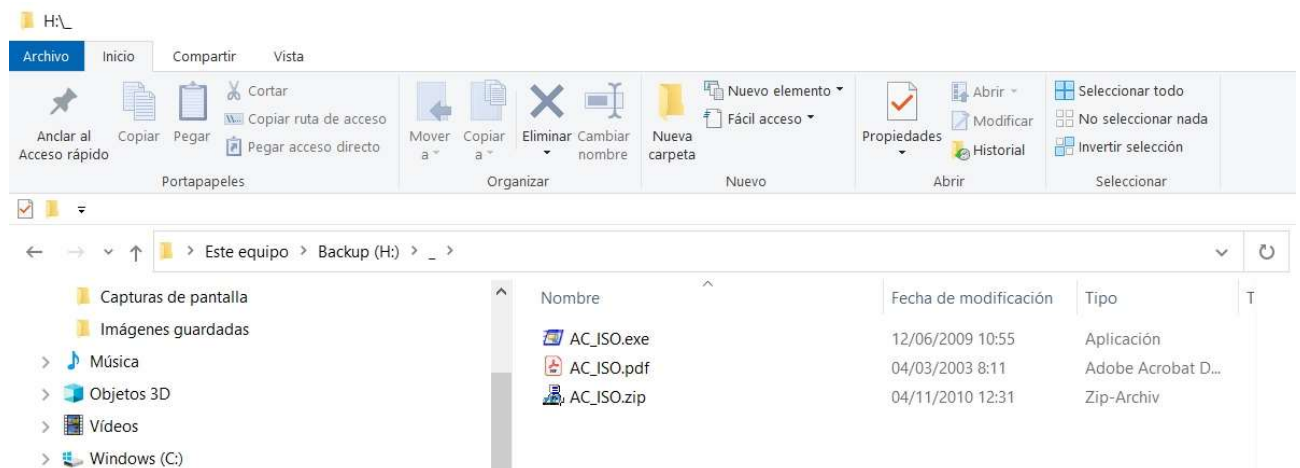 H:\_
Archivo Inicio Compartir Vista
Anclar al Acceso rápido
Copiar
Pegar
Cortar
Copiar ruta de acceso
Pegar acceso directo
Portapapeles
Mover a
Copiar a
Eliminar
Cambiar nombre
Organizar
Nueva carpeta
Nuevo elemento
Fácil acceso
Nuevo
Propiedades
Abrir
Modificar
Historial
Abrir
Seleccionar todo
No seleccionar nada
Invertir selección
Seleccionar
Este equipo > Backup (H:) > _ >
Capturas de pantalla
Imágenes guardadas
Música
Objetos 3D
Vídeos
Windows (C:)
Nombre Fecha de modificación Tipo T
AC_ISO.exe 12/06/2009 10:55 Aplicación
AC_ISO.pdf 04/03/2003 8:11 Adobe Acrobat D...
AC_ISO.zip 04/11/2010 12:31 Zip-Archiv